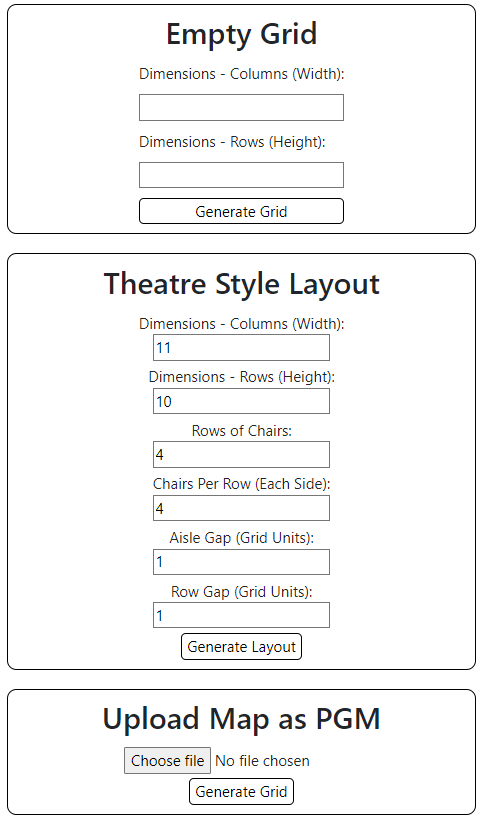 Empty Grid
Dimensions - Columns (Width):
Dimensions - Rows (Height):
Generate Grid
Theatre Style Layout
Dimensions - Columns (Width):
11
Dimensions - Rows (Height):
10
Rows of Chairs:
4
Chairs Per Row (Each Side):
4
Aisle Gap (Grid Units):
1
Row Gap (Grid Units):
1
Generate Layout
Upload Map as PGM
Choose file No file chosen
Generate Grid